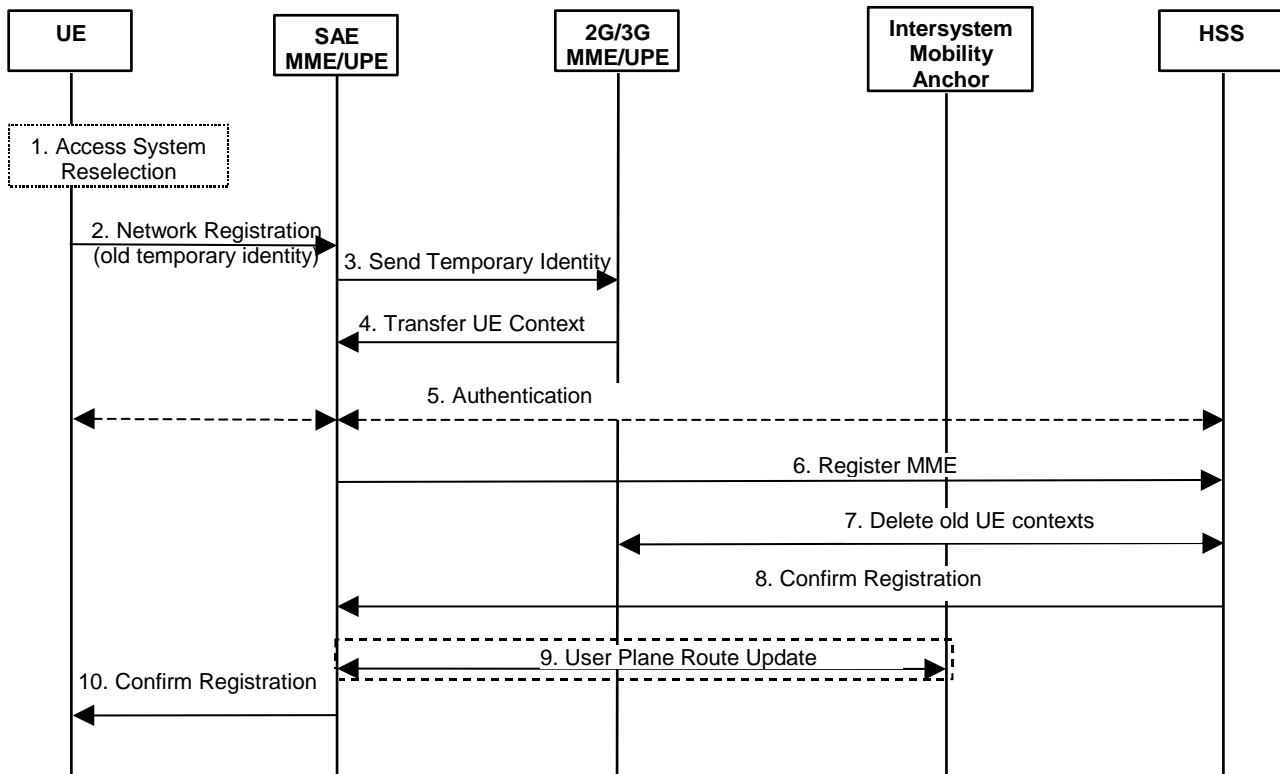 UE
SAE
MME/UPE
2G/3G
MME/UPE
Intersystem
Mobility
Anchor
HSS
1. Access System
Reselection
2. Network Registration
(old temporary identity)
3. Send Temporary Identity
4. Transfer UE Context
5. Authentication
6. Register MME
7. Delete old UE contexts
8. Confirm Registration
9. User Plane Route Update
10. Confirm Registration